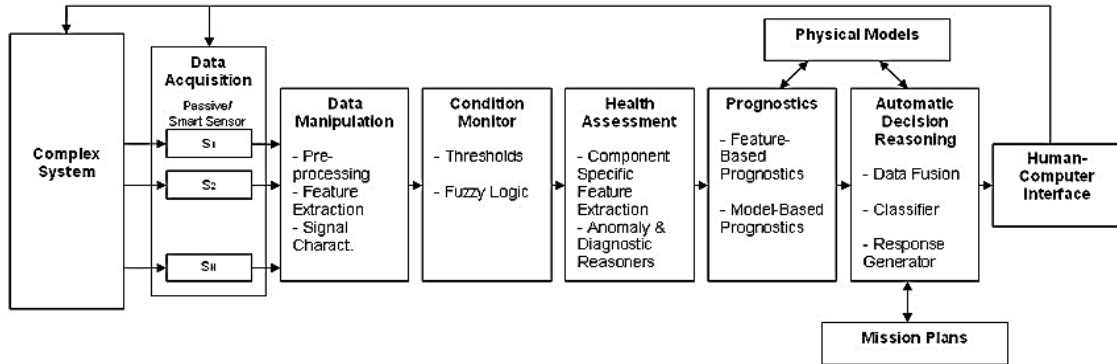 Complex
System
Data
Acquisition
Passive/
Smart Sensor
S1
S2
SN
Data
Manipulation
- Pre-
processing
- Feature
Extraction
- Signal
Charact.
Condition
Monitor
- Thresholds
- Fuzzy Logic
Health
Assessment
- Component
Specific
Feature
Extraction
- Anomaly &
Diagnostic
Reasoners
Physical Models
Prognostics
- Feature-
Based
Prognostics
- Model-Based
Prognostics
Automatic
Decision
Reasoning
- Data Fusion
- Classifier
- Response
Generator
Mission Plans
Human-
Computer
Interface